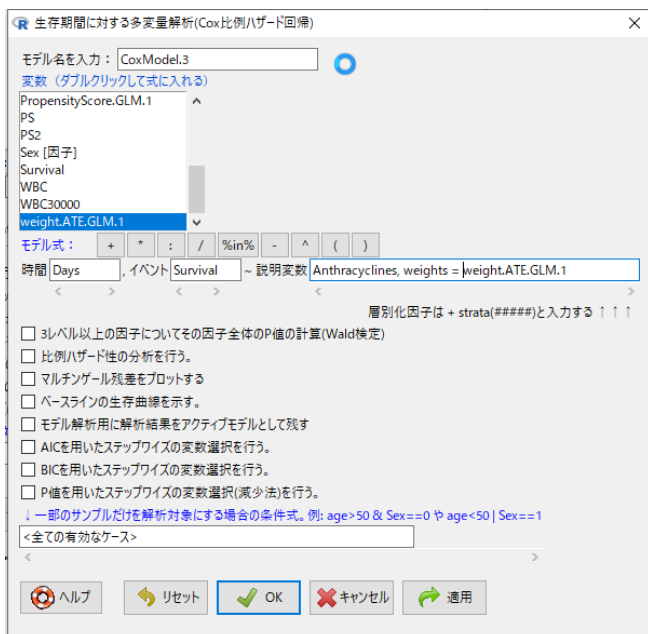 生存期間に対する多変量解析(Cox比例ハザード回帰)
モデル名を入力： CoxModel.3
変数（ダブルクリックして式に入れる）
PropensityScore.GLM.1
PS
PS2
Sex [因子]
Survival
WBC
WBC30000
weight.ATE.GLM.1
モデル式： + * : / %in% - ^ ( )
時間 Days , イベント Survival ~ 説明変数 Anthracyclines, weights = weight.ATE.GLM.1
層別化因子は + strata(#####)と入力する ↑ ↑ ↑
3レベル以上の因子についてその因子全体のP値の計算(Wald検定)
比例ハザード性の分析を行う。
マルチンゲール残差をプロットする
ベースラインの生存曲線を示す。
モデル解析用に解析結果をアクティブモデルとして残す
AICを用いたステップワイズの変数選択を行う。
BICを用いたステップワイズの変数選択を行う。
P値を用いたステップワイズの変数選択(減少法)を行う。
↓一部のサンプルだけを解析対象にする場合の条件式。例: age>50 & Sex==0 や age<50 | Sex==1
<全ての有効なケース>
ヘルプ リセット OK キャンセル 適用